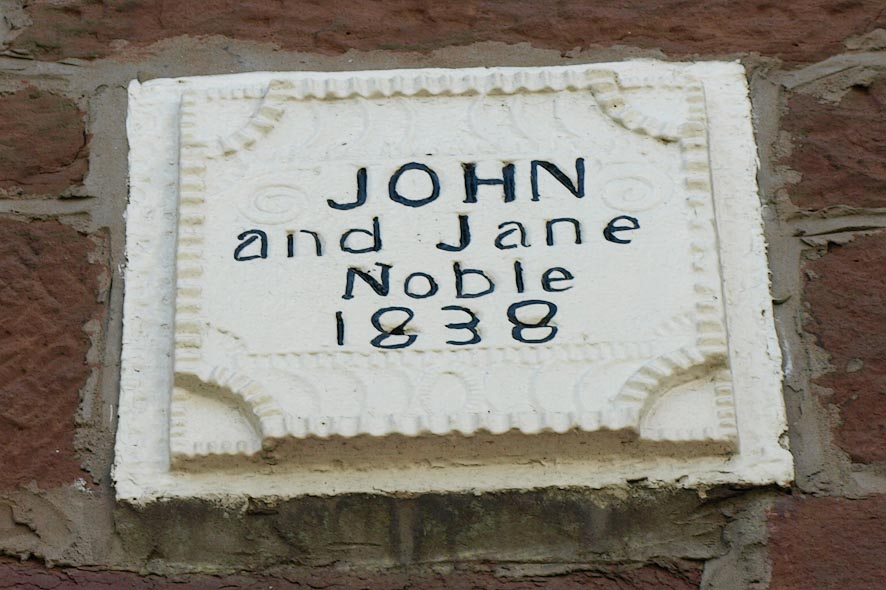 JOHN
and Jane
Noble
1838